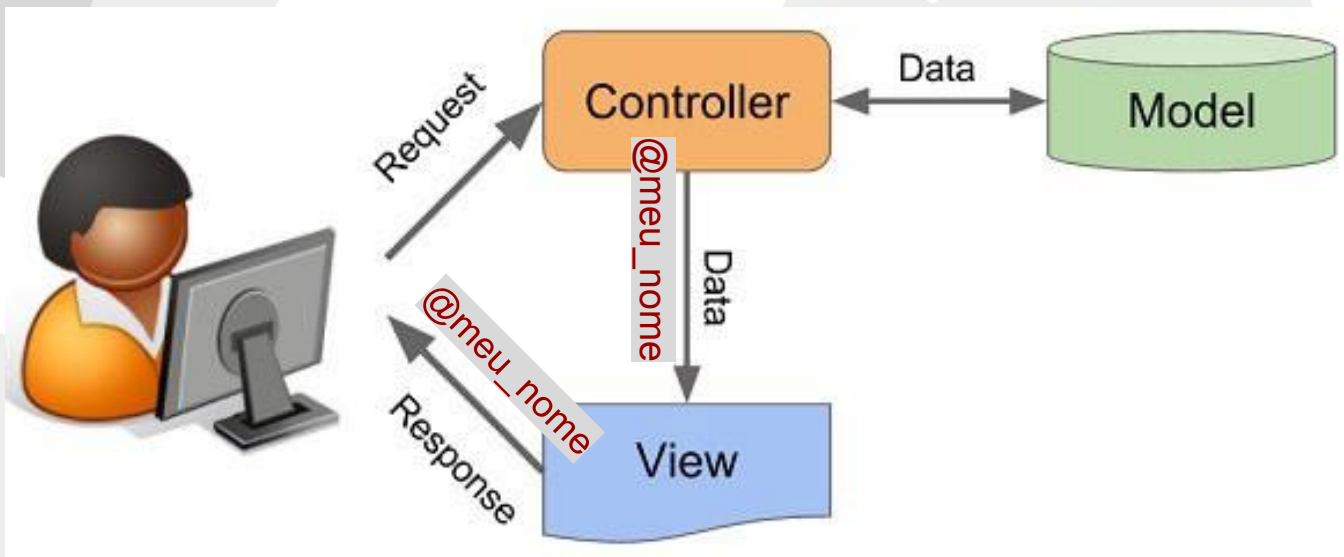 Request
Controller
Data
Model
@meu_nome
Data
@meu_nome
Response
View